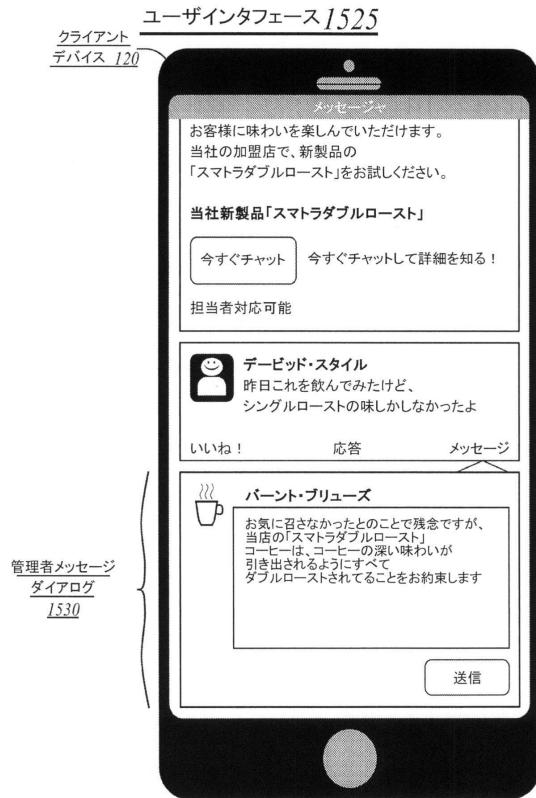 ユーザインタフェース 1525
クライアント
デバイス 120
メッセージャ
お客様に味わいを楽しんでいただけます。
当社の加盟店で、新製品の
「スマトラダブルロースト」をお試しください。
当社新製品「スマトラダブルロースト」
今すぐチャット 今すぐチャットして詳細を知る！
担当者対応可能
デービッド・スタイル
昨日これを飲んでみたけど、
シングルローストの味しかしなかったよ
いいね！ 応答 メッセージ
バーント・ブリューズ
お気に召さなかったとのことで残念ですが、
当店の「スマトラダブルロースト」
コーヒーは、コーヒーの深い味わいが
引き出されるようにすべて
ダブルローストされてることをお約束します
管理者メッセージ
ダイアログ
1530
送信